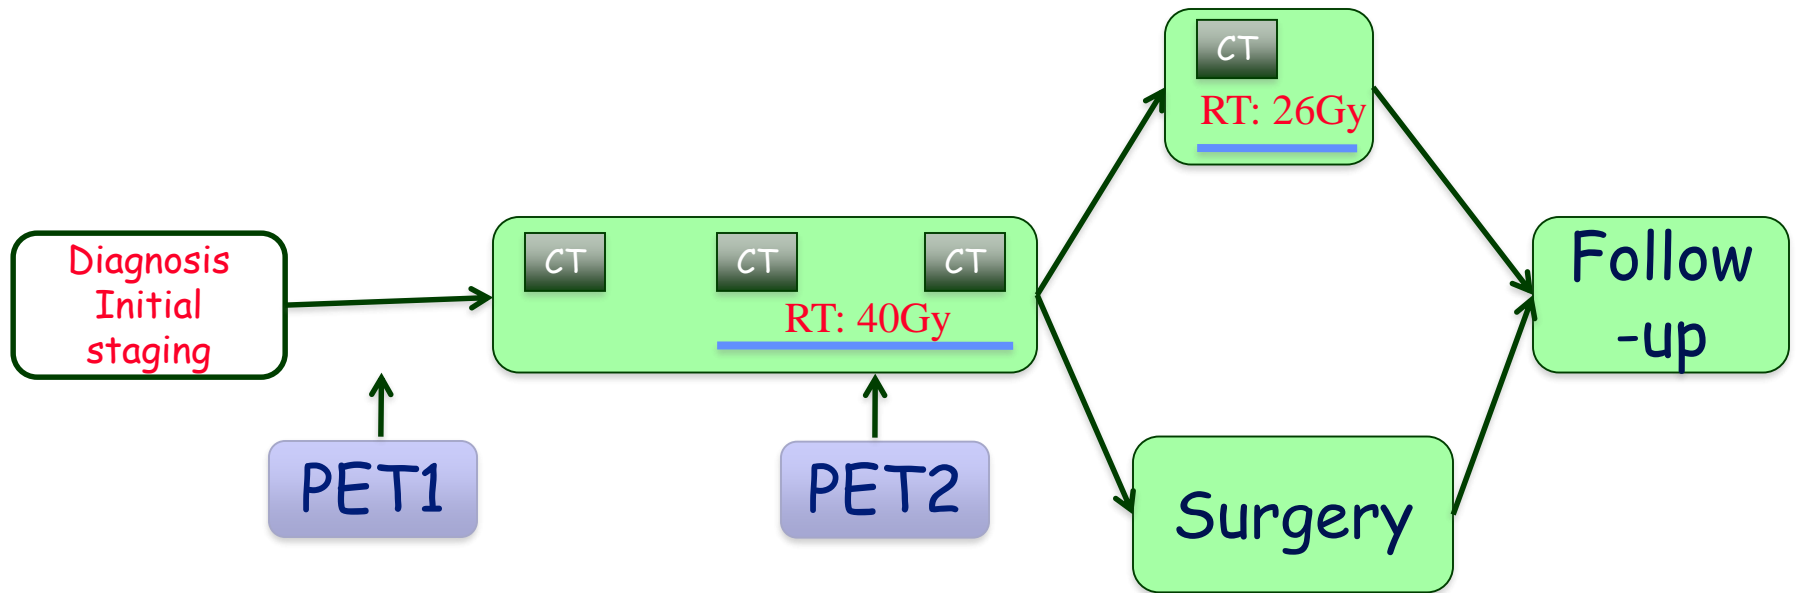 Diagnosis
Initial
staging
PET1
CT
CT
CT
RT: 40Gy
PET2
CT
RT: 26Gy
Surgery
Follow
-up